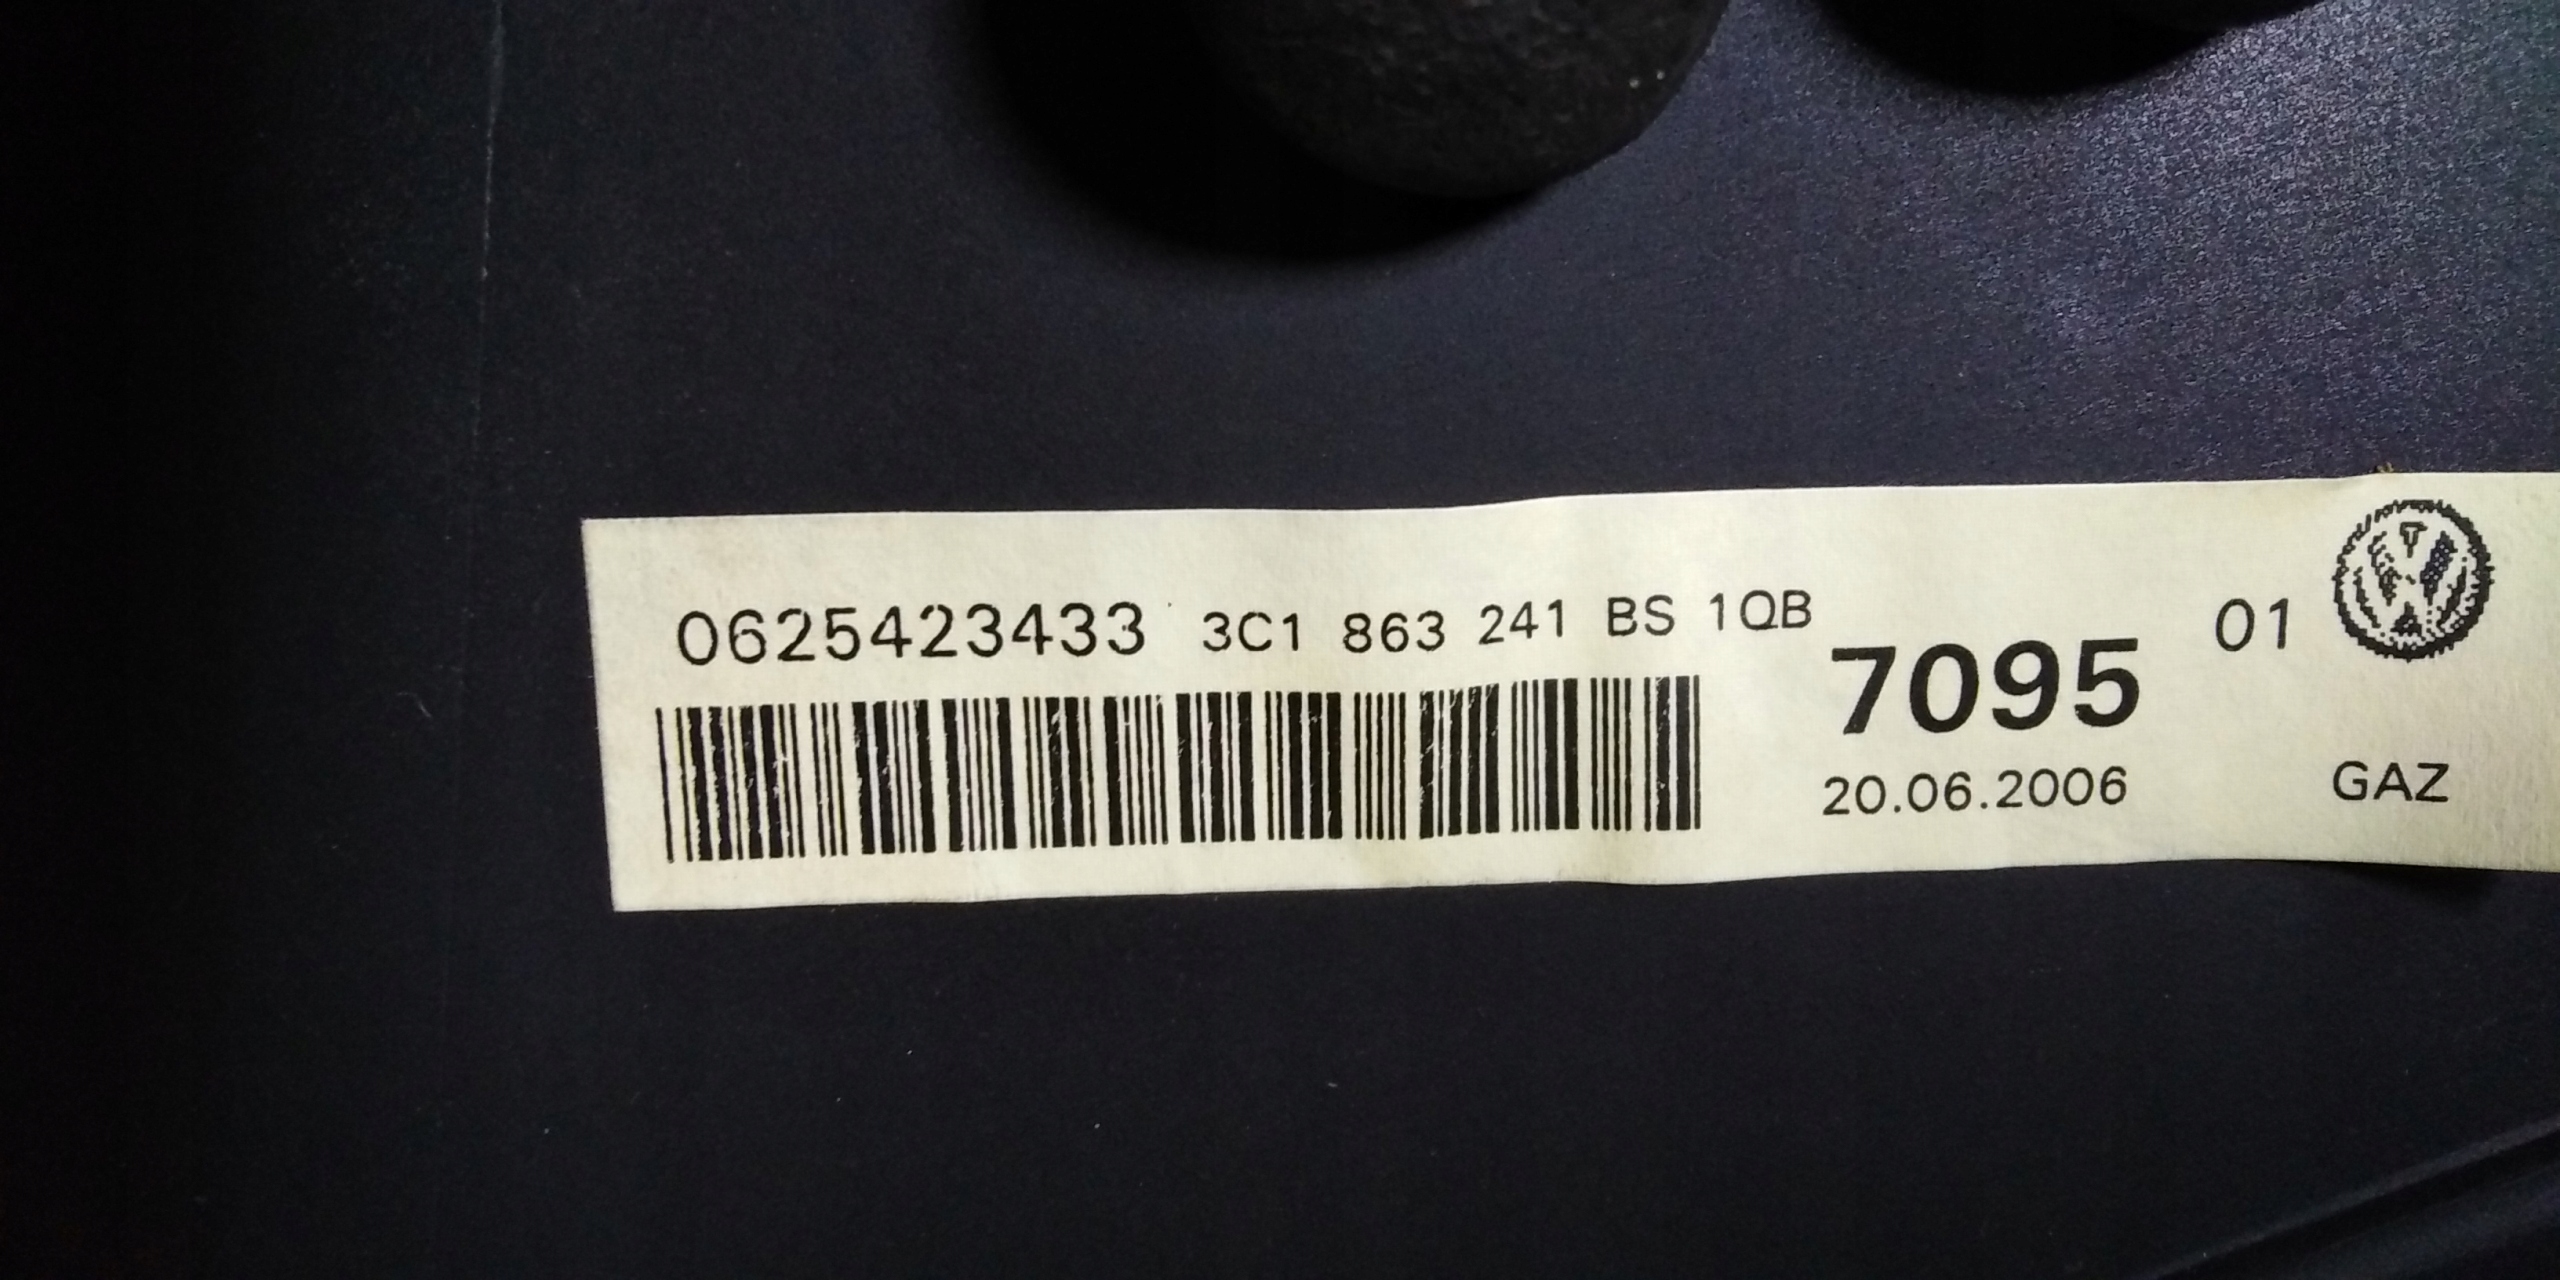 0625423433 3C1 863 241 BS 1QB
7095 01
20.06.2006 GAZ